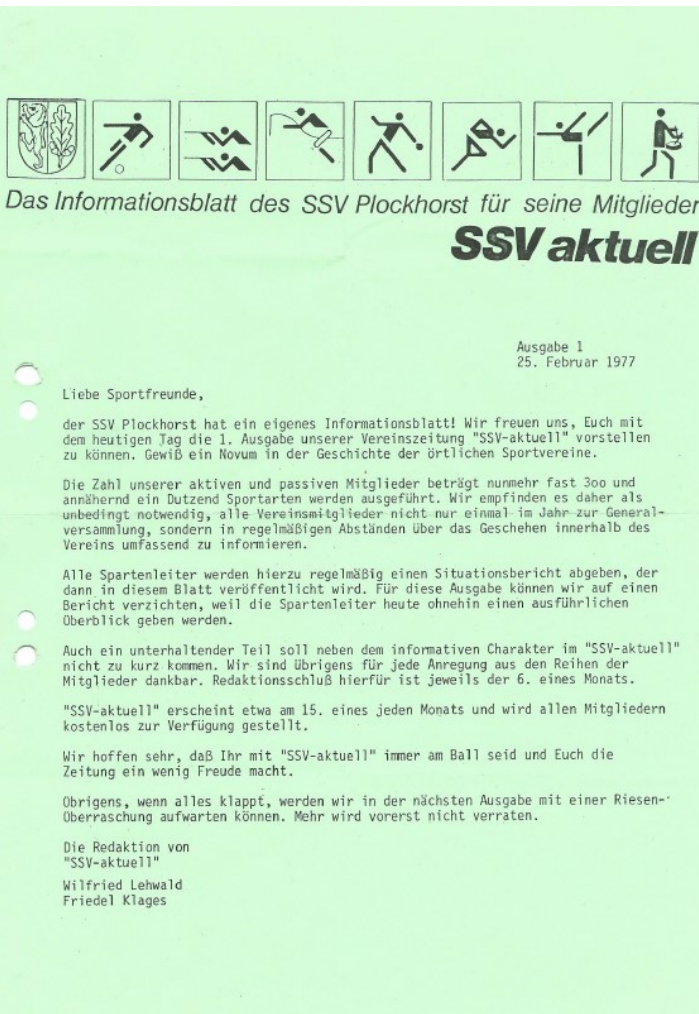 Das Informationsblatt des SSV Plockhorst für seine Mitglieder
SSV aktuell
Ausgabe 1
25. Februar 1977
Liebe Sportfreunde,
der SSV Plockhorst hat ein eigenes Informationsblatt! Wir freuen uns, Euch mit
dem heutigen Tag die 1. Ausgabe unserer Vereinszeitung "SSV-aktuell" vorstellen
zu können. Gewiß ein Novum in der Geschichte der örtlichen Sportvereine.
Die Zahl unserer aktiven und passiven Mitglieder beträgt nunmehr fast 3oo und
annähernd ein Dutzend Sportarten werden ausgeführt. Wir empfinden es daher als
unbedingt notwendig, alle Vereinsmitglieder nicht nur einmal im Jahr zur General-
versammlung, sondern in regelmäßigen Abständen über das Geschehen innerhalb des
Vereins umfassend zu informieren.
Alle Spartenleiter werden hierzu regelmäßig einen Situationsbericht abgeben, der
dann in diesem Blatt veröffentlicht wird. Für diese Ausgabe können wir auf einen
Bericht verzichten, weil die Spartenleiter heute ohnehin einen ausführlichen
Überblick geben werden.
Auch ein unterhaltender Teil soll neben dem informativen Charakter im "SSV-aktuell"
nicht zu kurz kommen. Wir sind übrigens für jede Anregung aus den Reihen der
Mitglieder dankbar. Redaktionsschluß hierfür ist jeweils der 6. eines Monats.
"SSV-aktuell" erscheint etwa am 15. eines jeden Monats und wird allen Mitgliedern
kostenlos zur Verfügung gestellt.
Wir hoffen sehr, daß Ihr mit "SSV-aktuell" immer am Ball seid und Euch die
Zeitung ein wenig Freude macht.
Übrigens, wenn alles klappt, werden wir in der nächsten Ausgabe mit einer Riesen-
Überraschung aufwarten können. Mehr wird vorerst nicht verraten.
Die Redaktion von
"SSV-aktuell"
Wilfried Lehwald
Friedel Klages